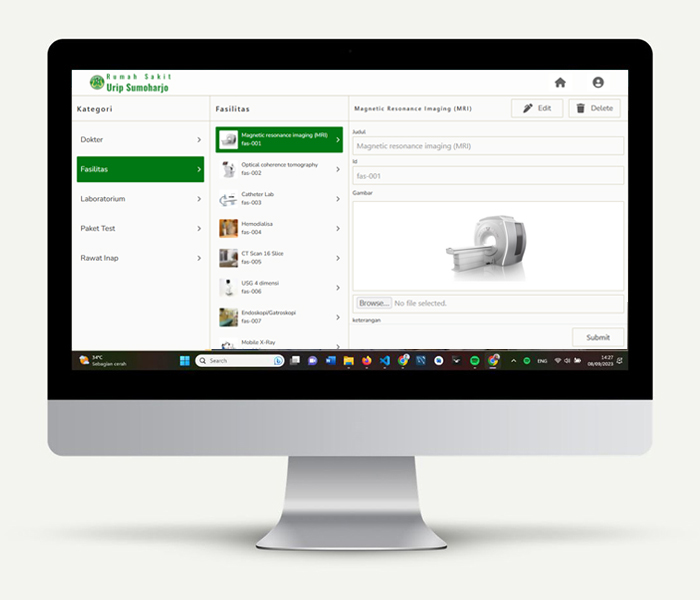 Rumah Sakit
Urip Sumoharjo
Kategori
Fasilitas
Magnetic Resonance Imaging (MRI)
Edit
Delete
Dokter
Fasilitas
Laboratorium
Paket Test
Rawat Inap
Magnetic resonance imaging (MRI)
fas-001
Optical coherence tomography
fas-002
Catheter Lab
fas-003
Hemodialisa
fas-004
CT Scan 16 Slice
fas-005
USG 4 dimensi
fas-006
Endoskopi/Gatroskopi
fas-007
Mobile X-Ray
Judul
Magnetic resonance imaging (MRI)
Id
fas-001
Gambar
Browse... No file selected.
keterangan
Submit
34°C
Sebagian cerah
Search
ENG
14:27